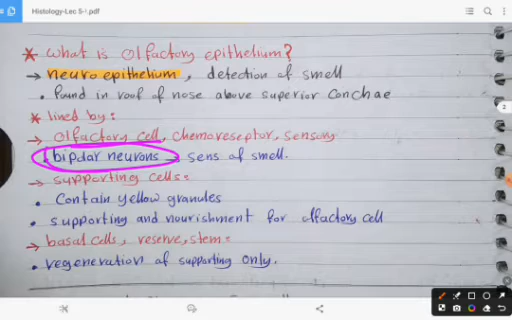 Histology-Lec 5-1.pdf
* What is Olfactory epithelium?
→ neuro epithelium, detection of smell
• found in roof of nose above superior Conchae
* lined by:
→ olfactory cell, chemoreseptor, sensory
bipolar neurons → sens of smell.
→ supporting cells:
• Contain yellow granules
• supporting and nourishment for olfactory cell
→ basal cells, reserve, stem:
• regeneration of supporting only.
2